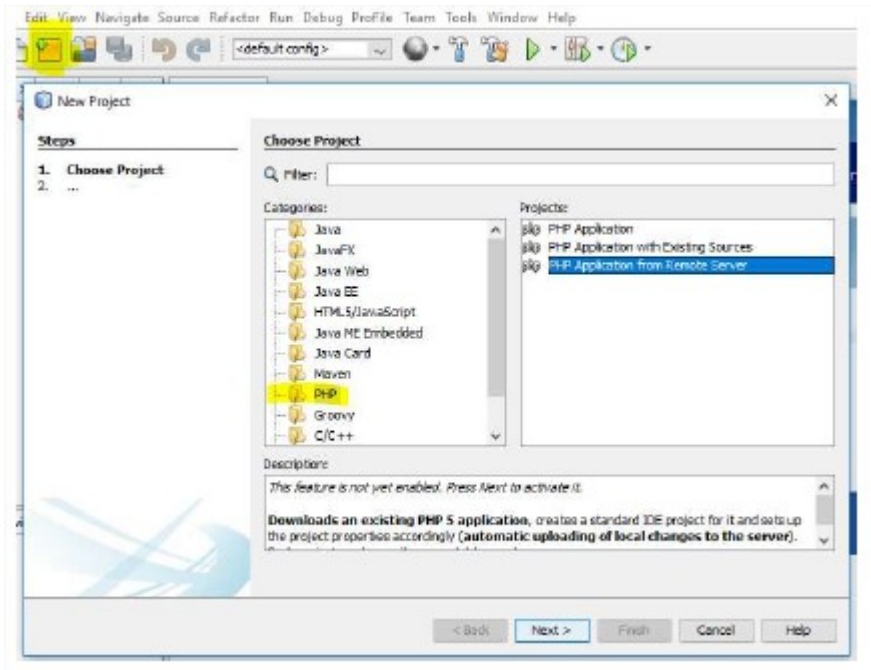 Edit View Navigate Source Refactor Run Debug Profile Team Tools Window Help
<default config>
New Project
Steps
1. Choose Project
2. ...
Choose Project
Filter:
Categories:
Java
JavaFX
Java Web
Java EE
HTML5/JavaScript
Java ME Embedded
Java Card
Maven
PHP
Groovy
C/C++
Projects:
PHP Application
PHP Application with Existing Sources
PHP Application from Remote Server
Description:
This feature is not yet enabled. Press Next to activate it.
Downloads an existing PHP 5 application, creates a standard IDE project for it and sets up
the project properties accordingly (automatic uploading of local changes to the server).
< Back Next > Finish Cancel Help